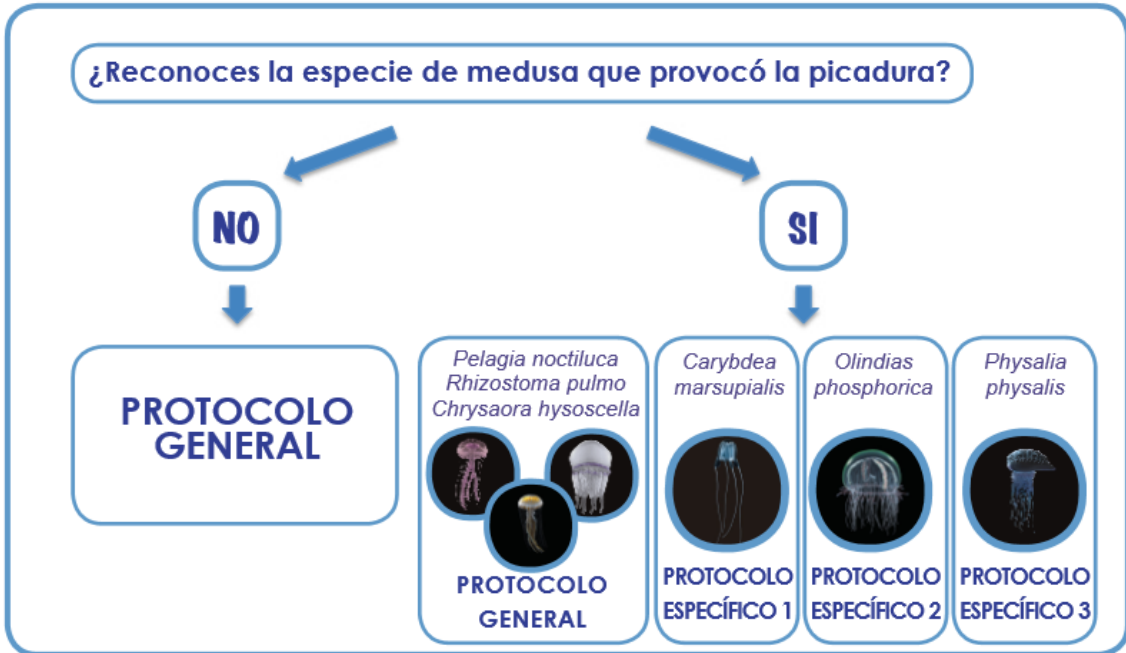 ¿Reconoces la especie de medusa que provocó la picadura?
NO
SI
PROTOCOLO
GENERAL
Pelagia noctiluca
Rhizostoma pulmo
Chrysaora hysoscella
PROTOCOLO
GENERAL
Carybdea
marsupialis
PROTOCOLO
ESPECÍFICO 1
Olindias
phosphorica
PROTOCOLO
ESPECÍFICO 2
Physalia
physalis
PROTOCOLO
ESPECÍFICO 3